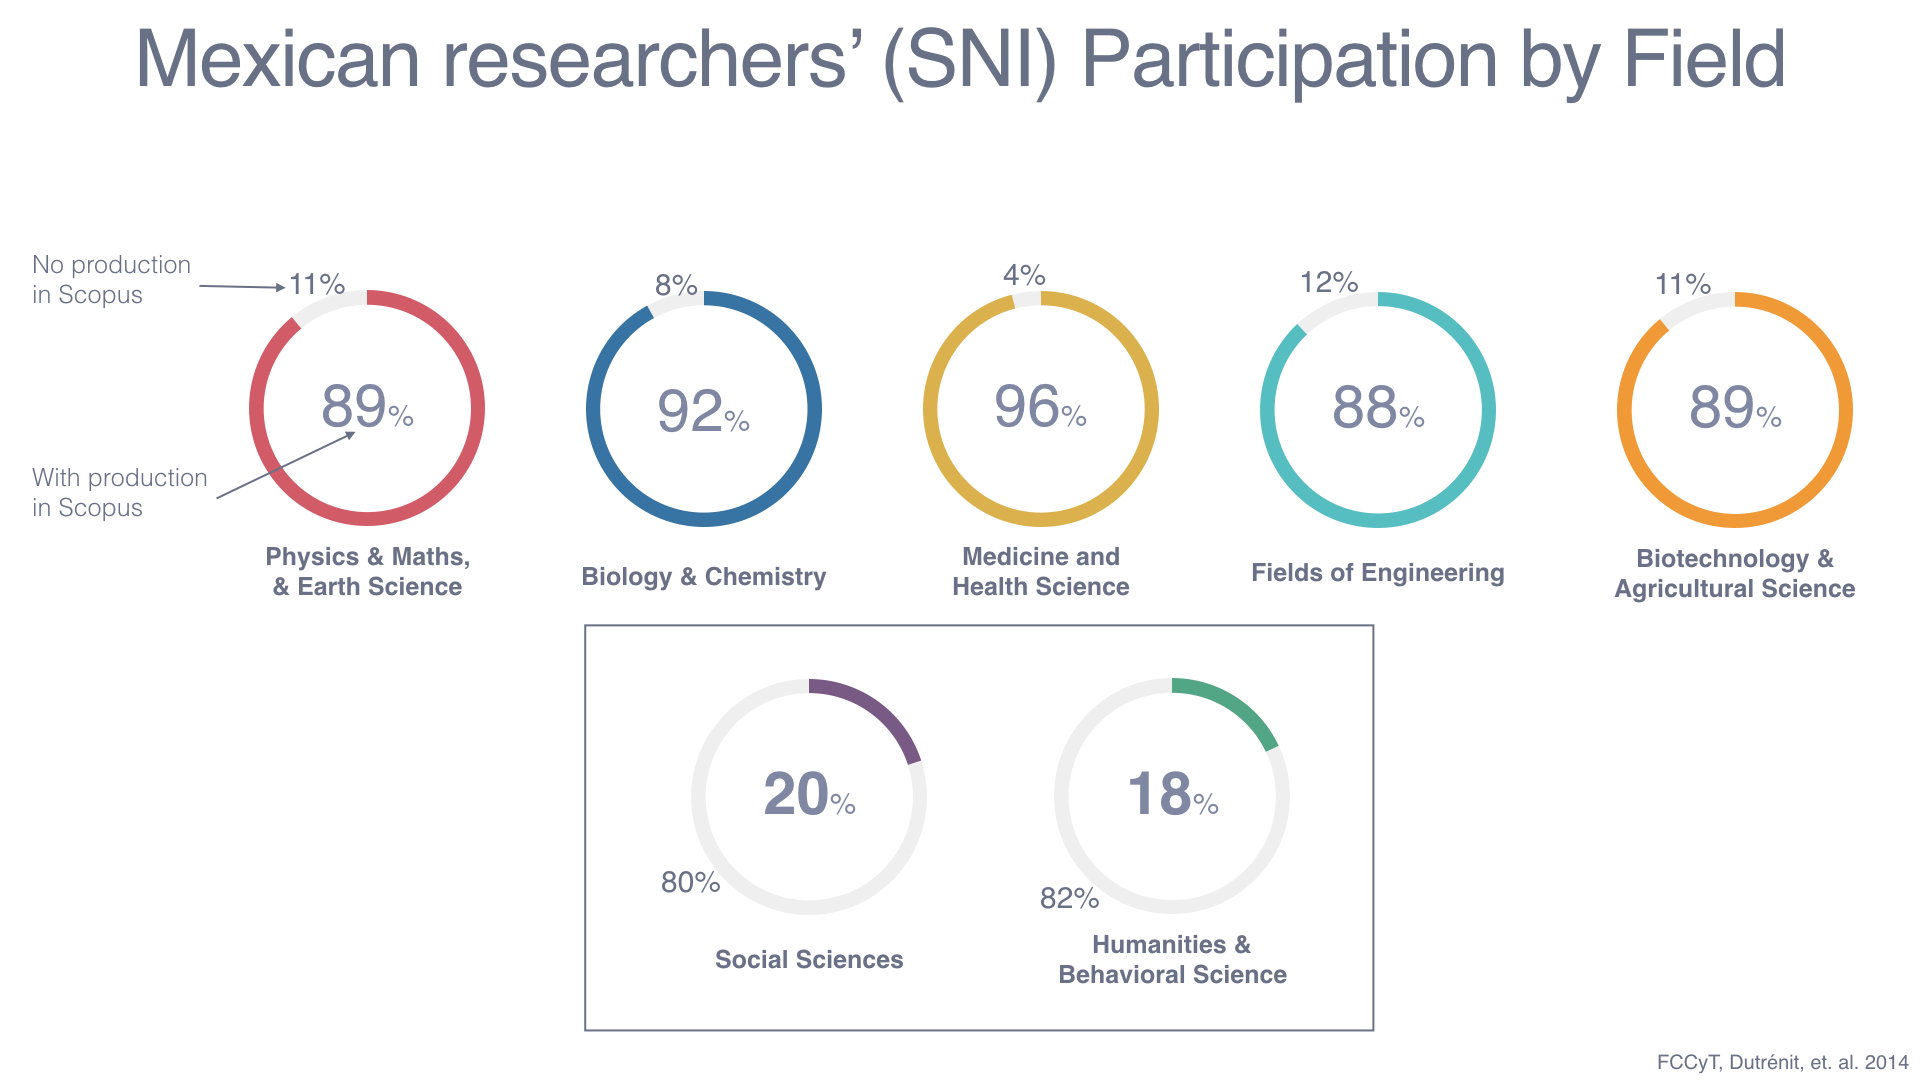 Mexican researchers’ (SNI) Participation by Field
No production
in Scopus
11%
8%
4%
12%
11%
89%
92%
96%
88%
89%
With production
in Scopus
Physics & Maths,
& Earth Science
Biology & Chemistry
Medicine and
Health Science
Fields of Engineering
Biotechnology &
Agricultural Science
20%
18%
80%
82%
Social Sciences
Humanities &
Behavioral Science
FCCyT, Dutrénit, et. al. 2014